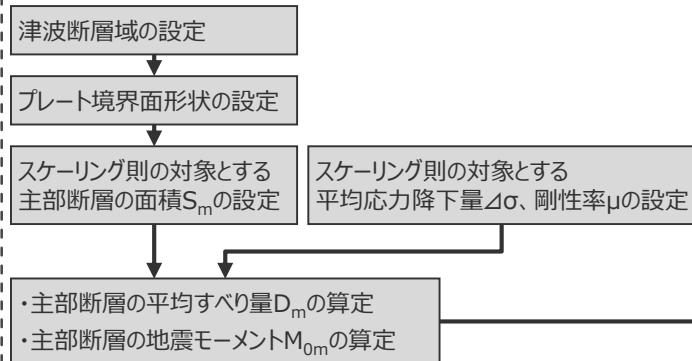 津波断層域の設定
プレート境界面形状の設定
スケーリング則の対象とする
主部断層の面積Smの設定
スケーリング則の対象とする
平均応力降下量⊿σ、剛性率μの設定
・主部断層の平均すべり量Dmの算定
・主部断層の地震モーメントM0mの算定